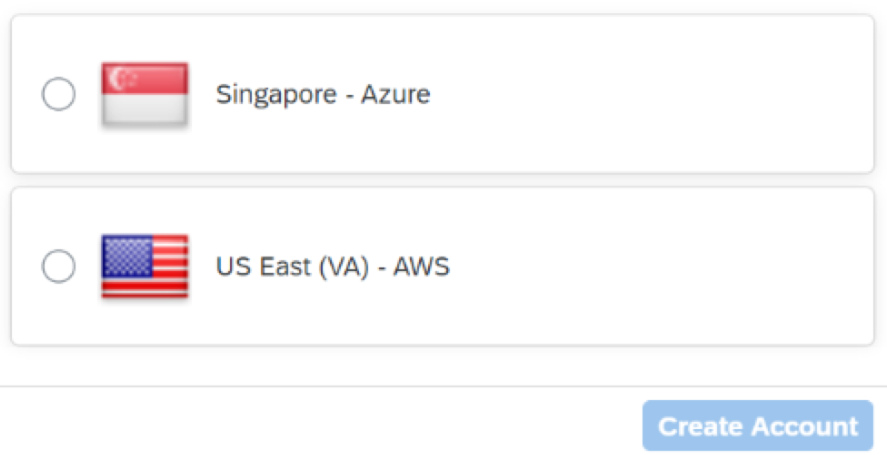 Singapore - Azure
US East (VA) - AWS
Create Account